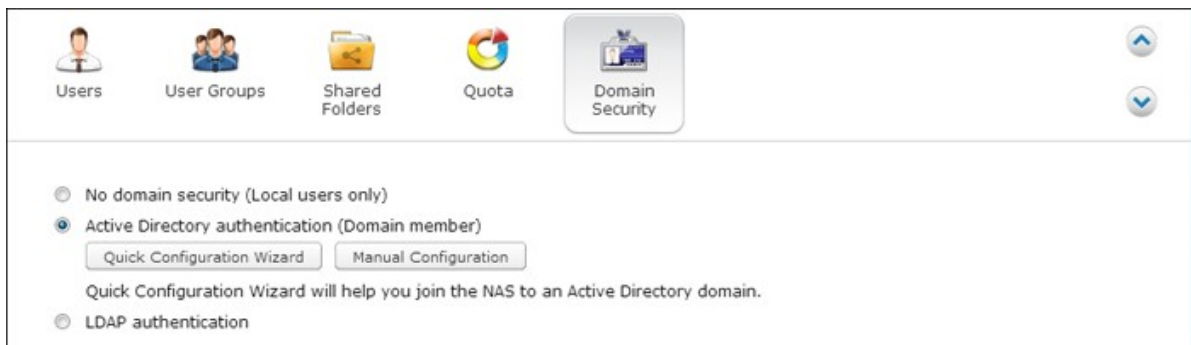 Users
User Groups
Shared
Folders
Quota
Domain
Security
No domain security (Local users only)
Active Directory authentication (Domain member)
Quick Configuration Wizard
Manual Configuration
Quick Configuration Wizard will help you join the NAS to an Active Directory domain.
LDAP authentication